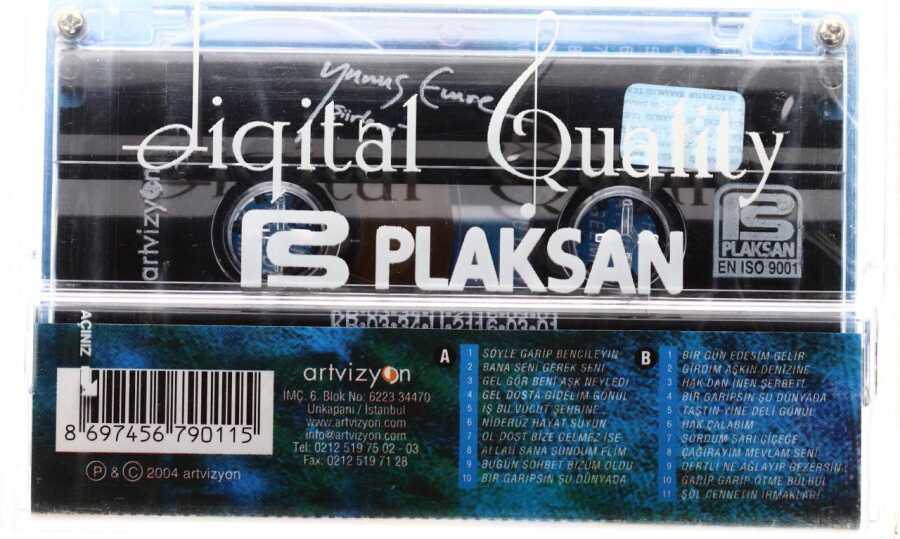 Yunus Emre
Digital Quality
artvizyon
PLAKSAN
PLAKSAN
EN ISO 9001
AÇINIZ
artvizyon
İMÇ. 6. Blok No: 6223 34470
Unkapanı / İstanbul
www.artvizyon.com
info@artvizyon.com
Tel: 0212 519 75 02 - 03
Fax: 0212 519 71 28
8 697456 790115
P & C 2004 artvizyon
A
1 SÖYLE GARİP BENCİLEYİN
2 BANA SENİ GEREK SENİ
3 GEL GÖR BENİ AŞK NEYLEDİ
4 GEL DOSTA GİDELİM GÖNÜL
5 İŞ BU VÜCUT ŞEHRİNE...
6 NİDERÜZ HAYAT SUYUN
7 OL DOST BİZE GELMEZ İSE
8 ALLAH SANA SUNDUM ELİM
9 BUGÜN SOHBET BİZÜM OLDU
10 BİR GARİPSİN ŞU DÜNYADA
B
1 BİR GÜN EDESİM GELİR
2 GİRDİM AŞKIN DENİZİNE
3 HAK'DAN İNEN ŞERBETİ
4 BİR GARİPSİN ŞU DÜNYADA
5 TAŞTIN YİNE DELİ GÖNÜL
6 HAK ÇALABIM
7 SORDUM SARI ÇİÇEĞE
8 ÇAĞIRAYIM MEVLAM SENİ
9 DERTLİ NE AĞLAYIP GEZERSİN
10 GARİP GARİP ÖTME BÜLBÜL
11 ŞOL CENNETİN IRMAKLARI